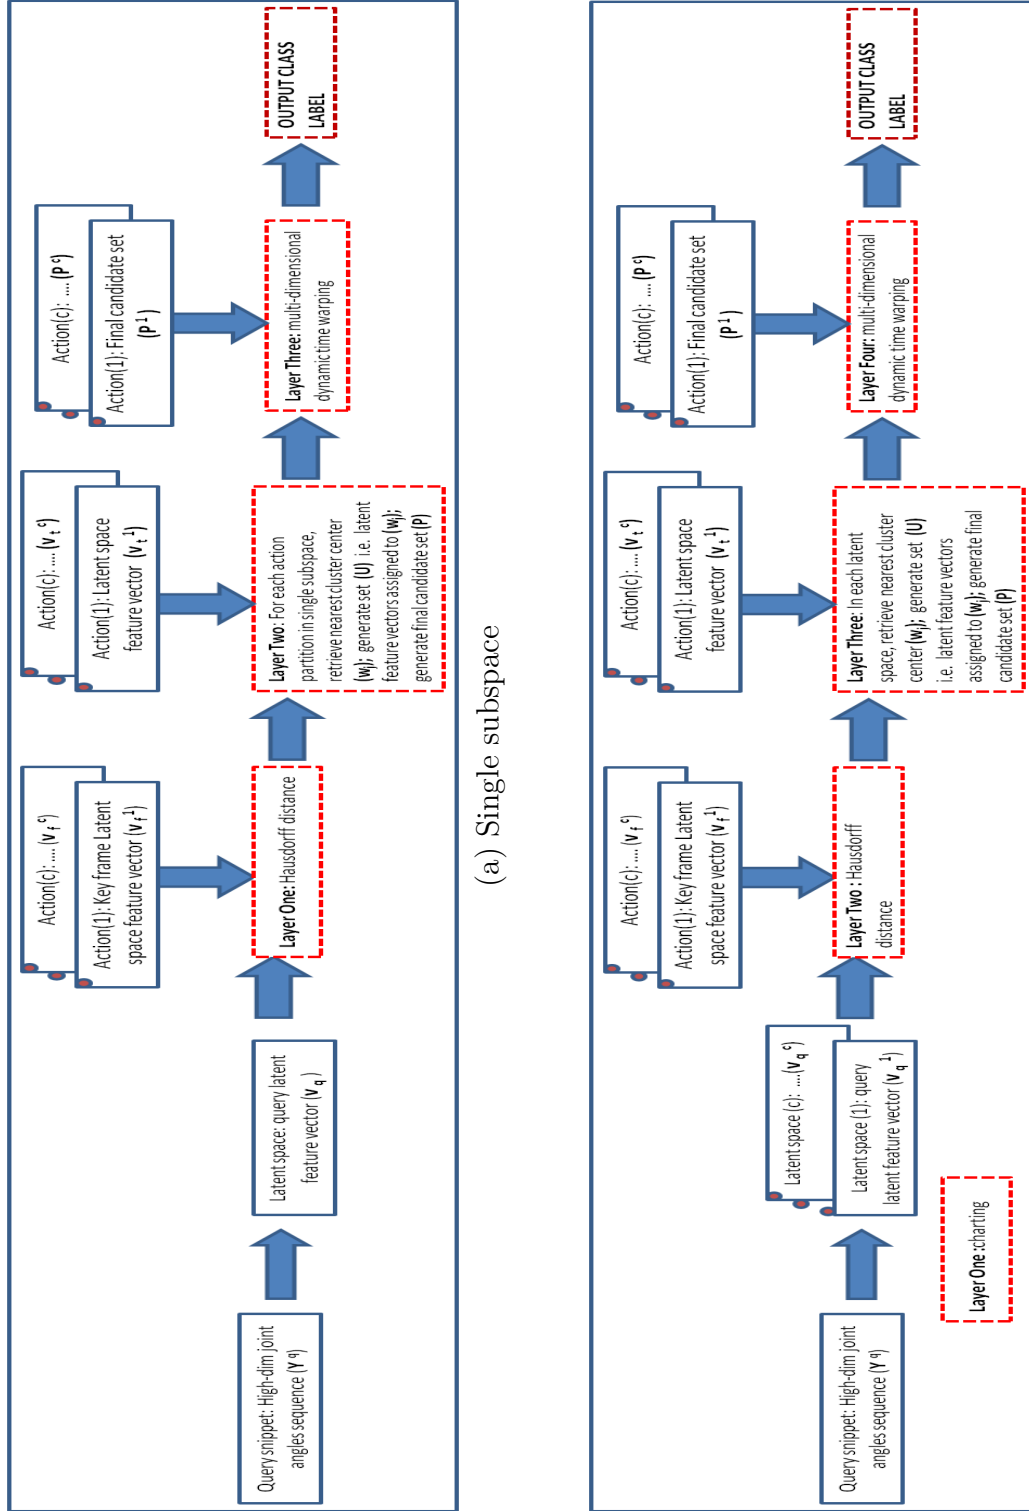 Query snippet: High-dim joint
angles sequence (Y q)
Latent space: query latent
feature vector (v q)
Action(c): .... (v f c)
Action(1): Key frame Latent
space feature vector (v f 1)
Layer One: Hausdorff distance
Action(c): .... (v t c)
Action(1): Latent space
feature vector (v t 1)
Layer Two: For each action
partition in single subspace,
retrieve nearest cluster center
(wj); generate set (U) i.e. latent
feature vectors assigned to (wj);
generate final candidate set (P)
Action(c): .... (P c)
Action(1): Final candidate set
(P 1)
Layer Three: multi-dimensional
dynamic time warping
OUTPUT CLASS
LABEL
(a) Single subspace
Query snippet: High-dim joint
angles sequence (Y q)
Layer One :charting
Latent space (c): ....(v q c)
Latent space (1): query
latent feature vector (v q 1)
Action(c): .... (v f c)
Action(1): Key frame Latent
space feature vector (v f 1)
Layer Two : Hausdorff
distance
Action(c): .... (v t c)
Action(1): Latent space
feature vector (v t 1)
Layer Three: In each latent
space, retrieve nearest cluster
center (wj); generate set (U)
i.e. latent feature vectors
assigned to (wj); generate final
candidate set (P)
Action(c): .... (P c)
Action(1): Final candidate set
(P 1)
Layer Four: multi-dimensional
dynamic time warping
OUTPUT CLASS
LABEL